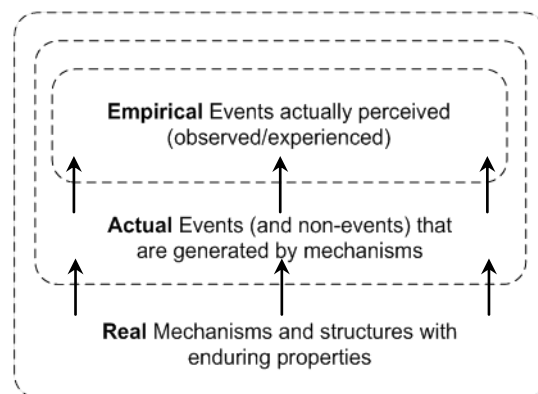 Empirical Events actually perceived
(observed/experienced)
Actual Events (and non-events) that
are generated by mechanisms
Real Mechanisms and structures with
enduring properties